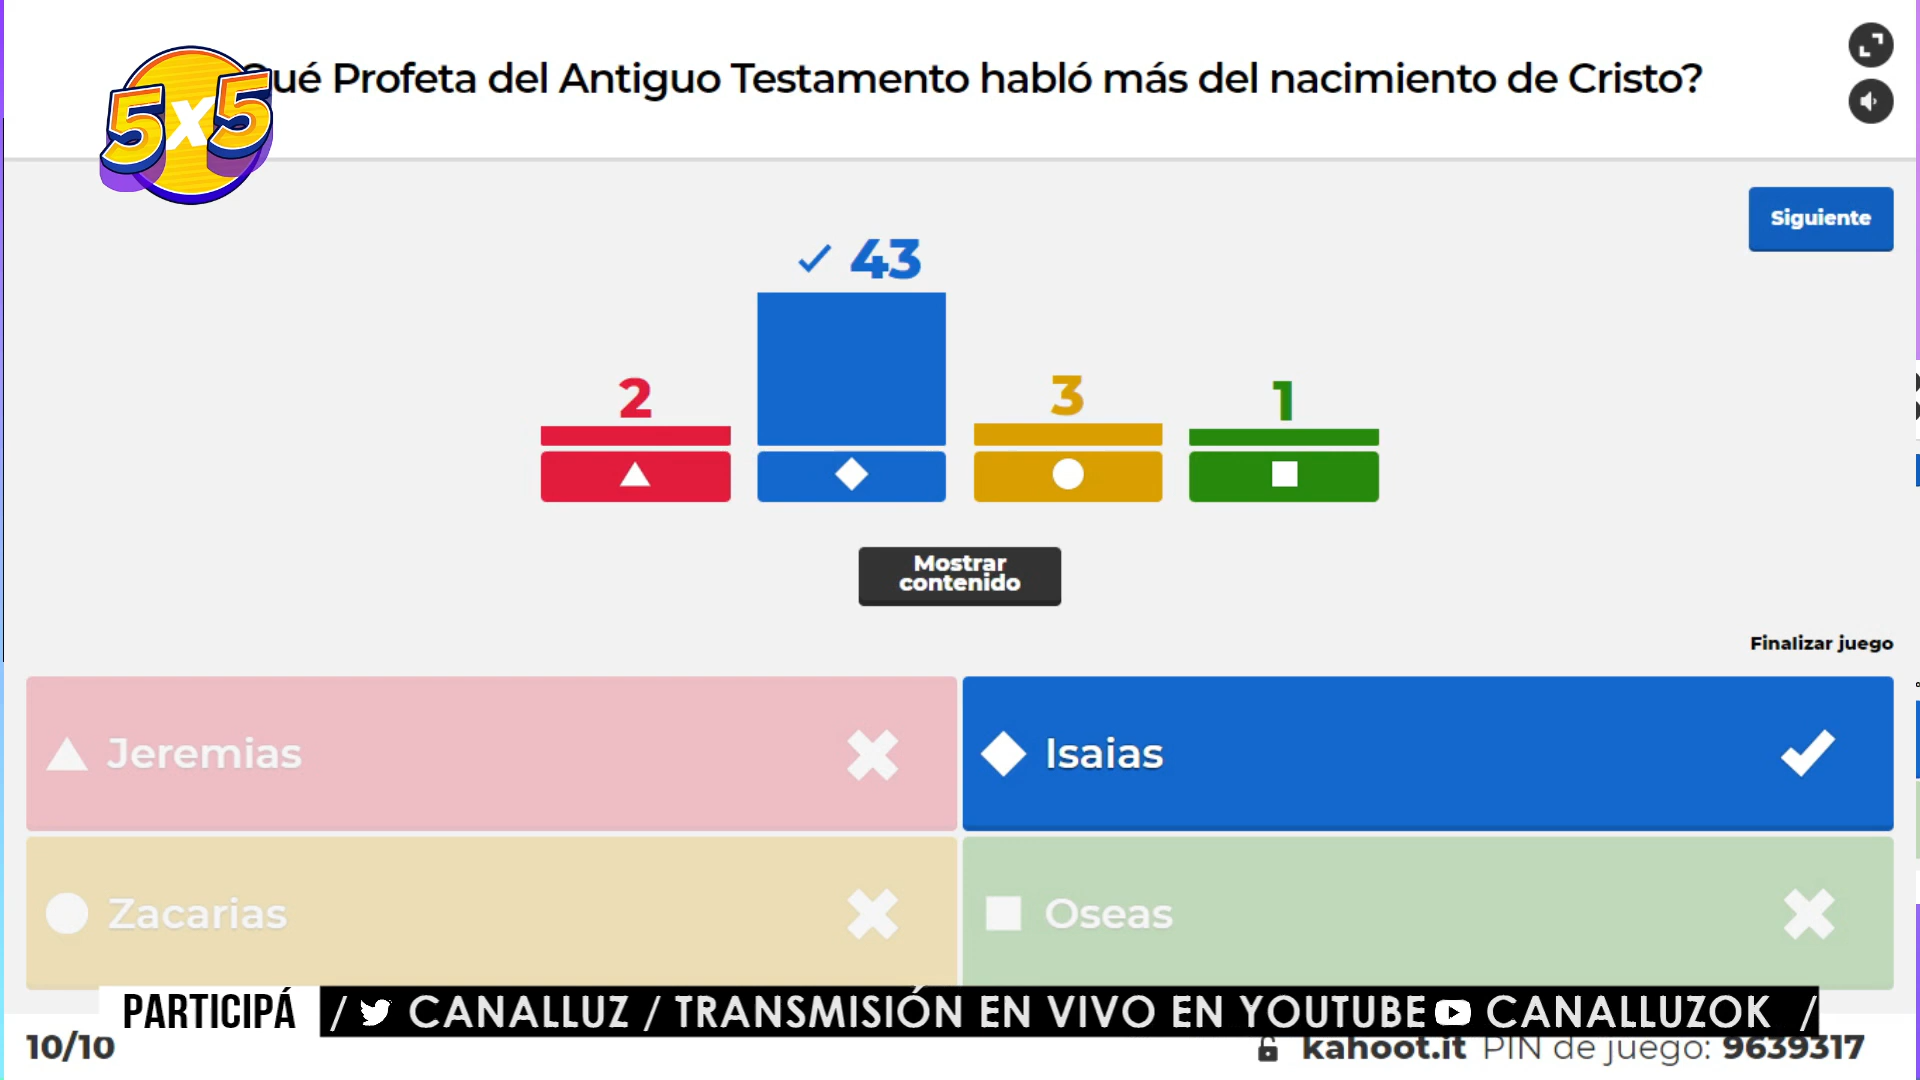 5x5
ué Profeta del Antiguo Testamento habló más del nacimiento de Cristo?
Siguiente
43
2
3
1
Mostrar
contenido
Finalizar juego
Jeremias
Isaias
Zacarias
Oseas
PARTICIPÁ / CANALLUZ / TRANSMISIÓN EN VIVO EN YOUTUBE CANALLUZOK /
10/10
kahoot.it PIN de juego: 9639317